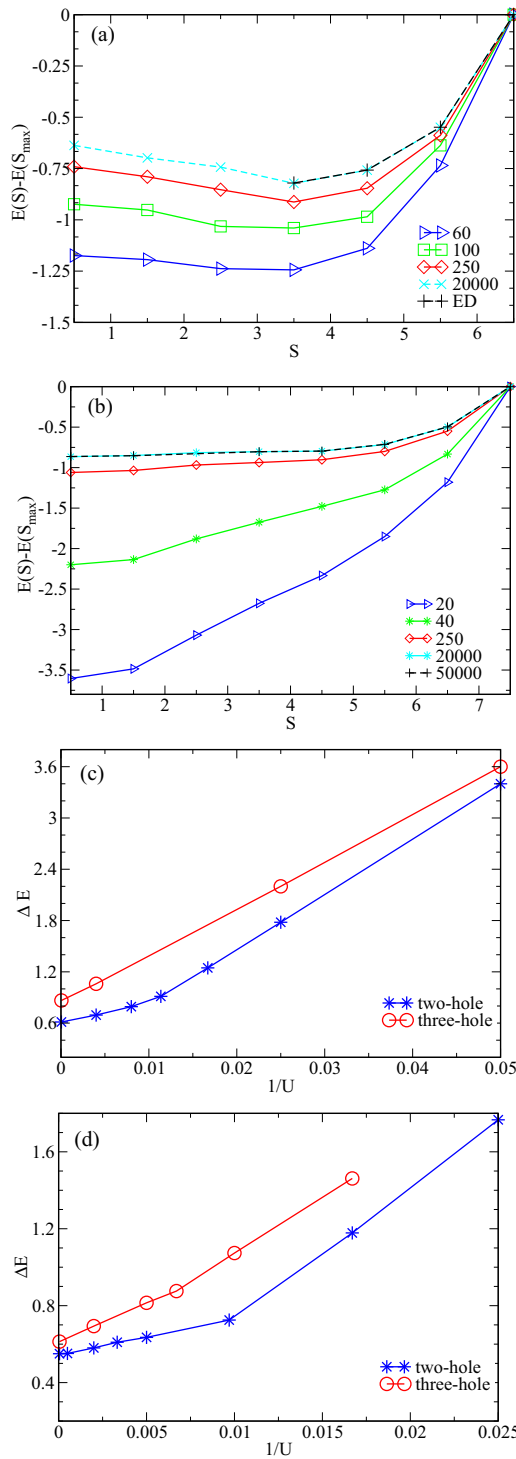 (a)
0
-0.25
-0.5
-0.75
-1
-1.25
-1.5
E(S)-E(Smax)
60
100
250
20000
ED
1 2 3 4 5 6
S
(b)
0
-0.5
-1
-1.5
-2
-2.5
-3
-3.5
E(S)-E(Smax)
20
40
250
20000
50000
1 2 3 4 5 6 7
S
(c)
3.6
2.4
1.8
1.2
0.6
Δ E
two-hole
three-hole
0 0.01 0.02 0.03 0.04 0.05
1/U
(d)
1.6
1.2
0.8
0.4
ΔE
two-hole
three-hole
0 0.005 0.01 0.015 0.02 0.025
1/U